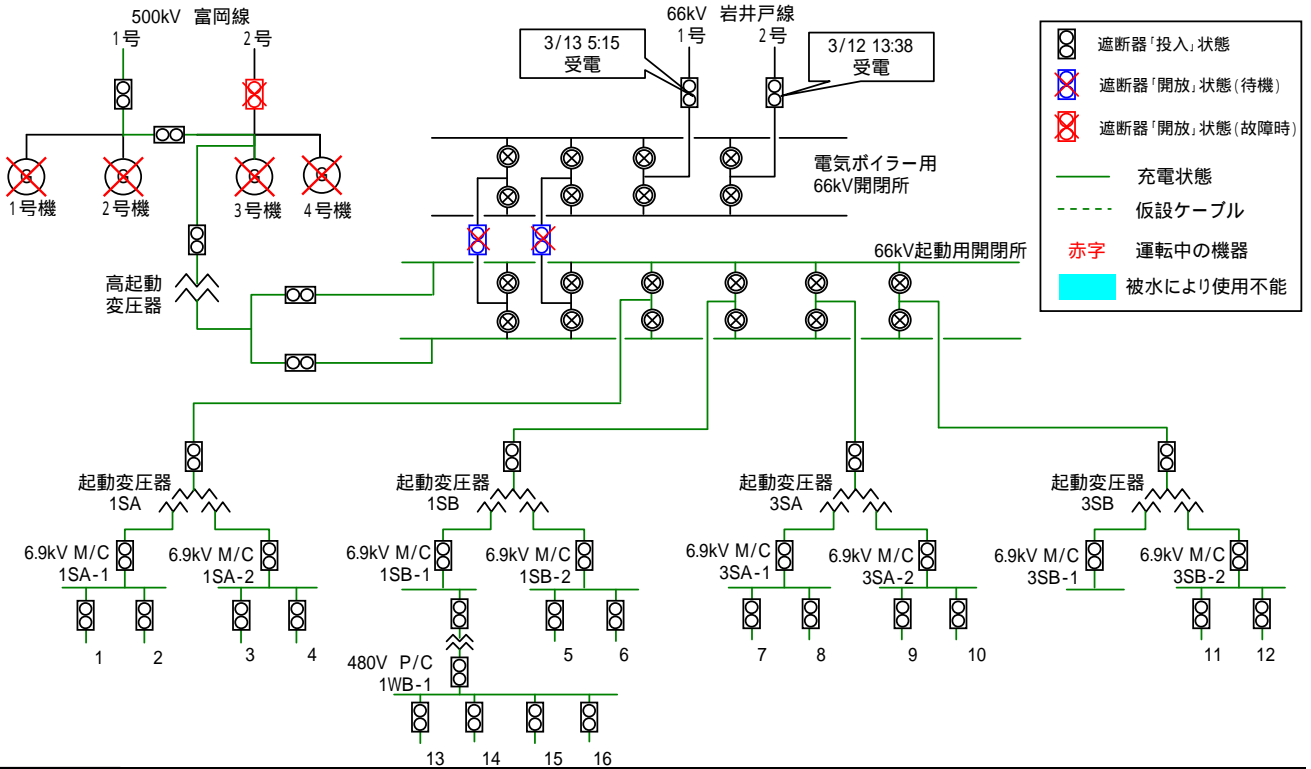 500kV 富岡線
1号
2号
66kV 岩井戸線
1号
2号
3/13 5:15
受電
3/12 13:38
受電
遮断器「投入」状態
遮断器「開放」状態(待機)
遮断器「開放」状態(故障時)
充電状態
仮設ケーブル
赤字 運転中の機器
被水により使用不能
G
G
G
G
1号機
2号機
3号機
4号機
電気ボイラー用
66kV開閉所
66kV起動用開閉所
高起動
変圧器
起動変圧器
1SA
起動変圧器
1SB
起動変圧器
3SA
起動変圧器
3SB
6.9kV M/C
1SA-1
6.9kV M/C
1SA-2
6.9kV M/C
1SB-1
6.9kV M/C
1SB-2
6.9kV M/C
3SA-1
6.9kV M/C
3SA-2
6.9kV M/C
3SB-1
6.9kV M/C
3SB-2
1
2
3
4
5
6
7
8
9
10
11
12
480V P/C
1WB-1
13
14
15
16